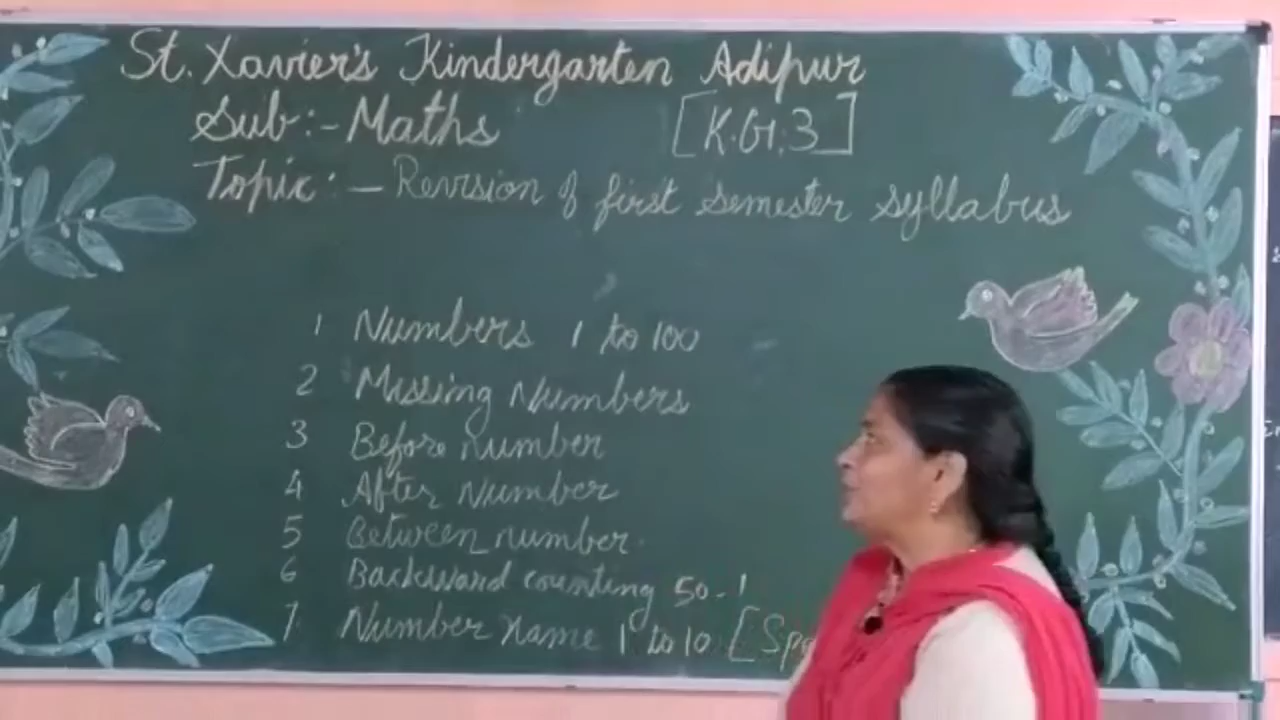 St. Xavier's Kindergarten Adipur
Sub:- Maths [K.G.3]
Topic:- Revision of first semester syllabus
1 Numbers 1 to 100
2 Missing Numbers
3 Before number
4 After Number
5 Between number.
6 Backward counting 50-1
7. Number name 1 to 10 [Spe